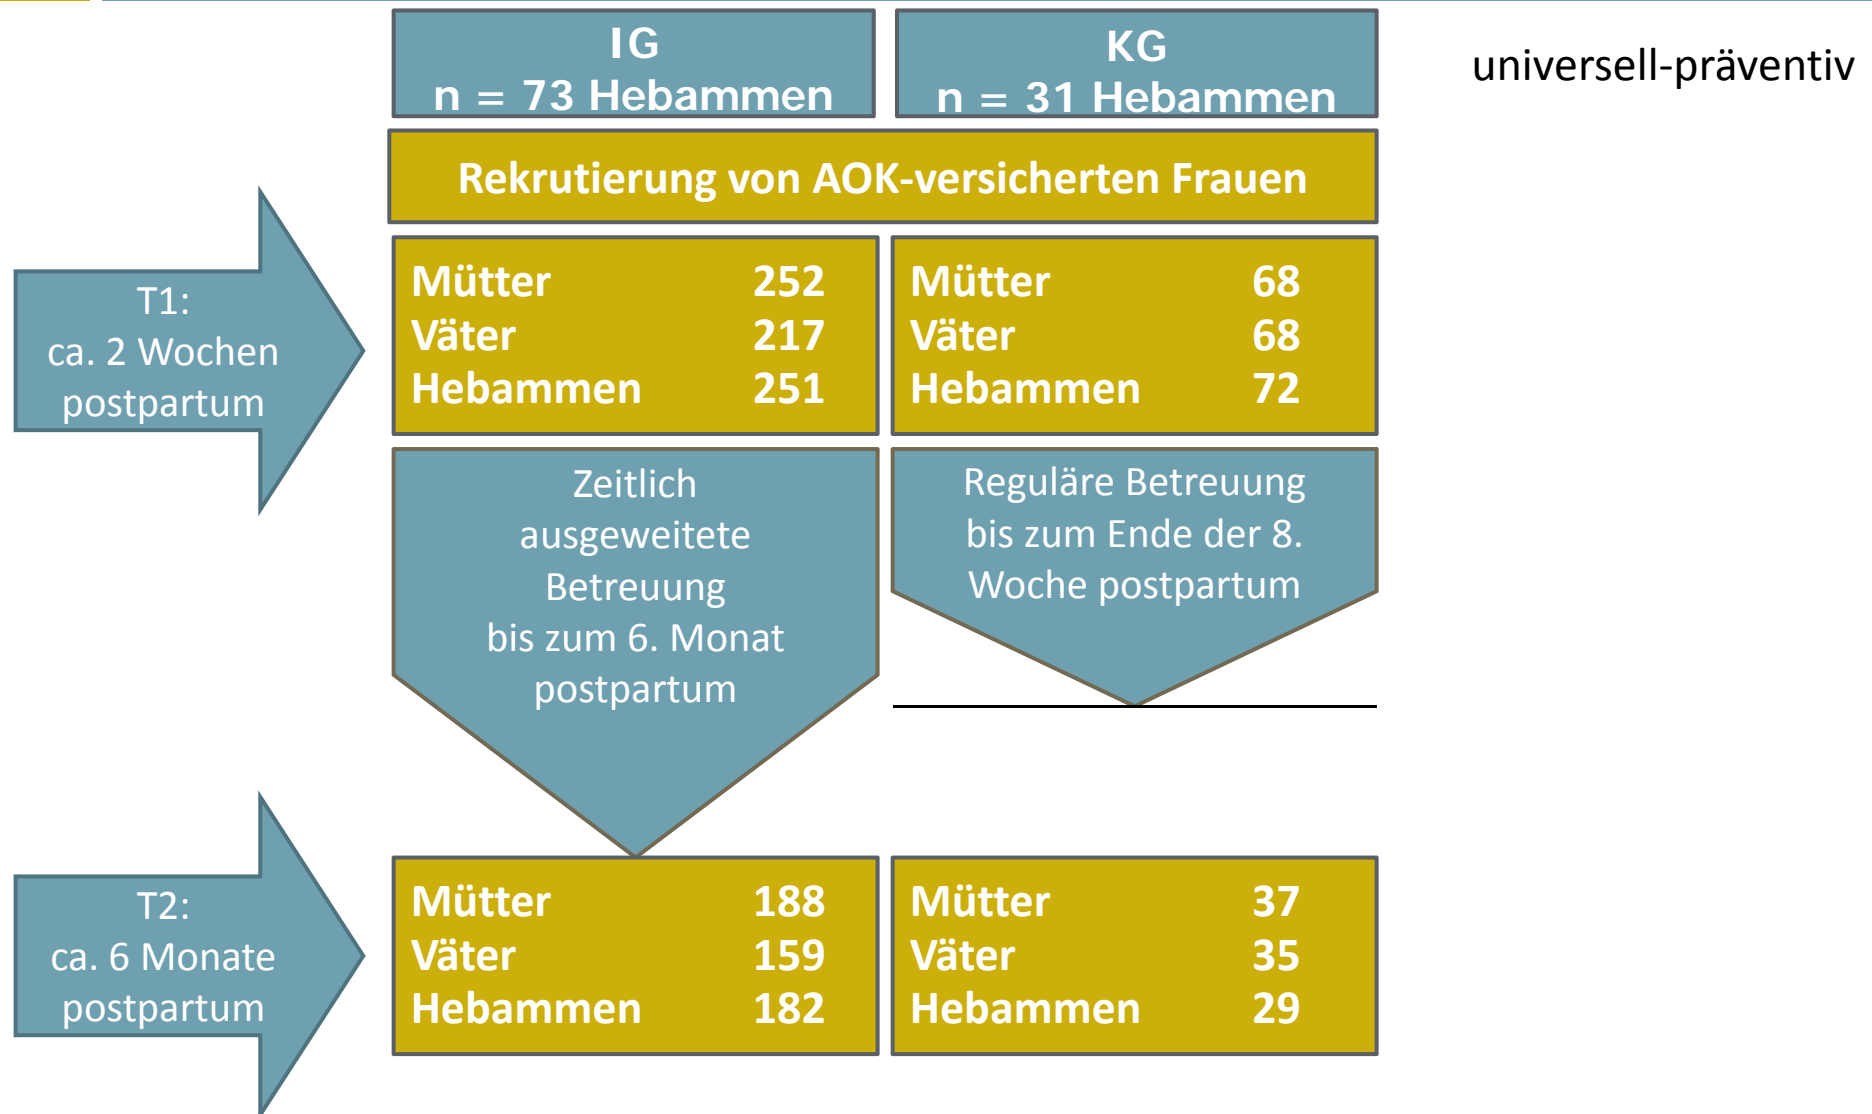 IG
n = 73 Hebammen
KG
n = 31 Hebammen
universell-präventiv
Rekrutierung von AOK-versicherten Frauen
T1:
ca. 2 Wochen
postpartum
Mütter 252
Väter 217
Hebammen 251
Mütter 68
Väter 68
Hebammen 72
Zeitlich
ausgeweitete
Betreuung
bis zum 6. Monat
postpartum
Reguläre Betreuung
bis zum Ende der 8.
Woche postpartum
T2:
ca. 6 Monate
postpartum
Mütter 188
Väter 159
Hebammen 182
Mütter 37
Väter 35
Hebammen 29